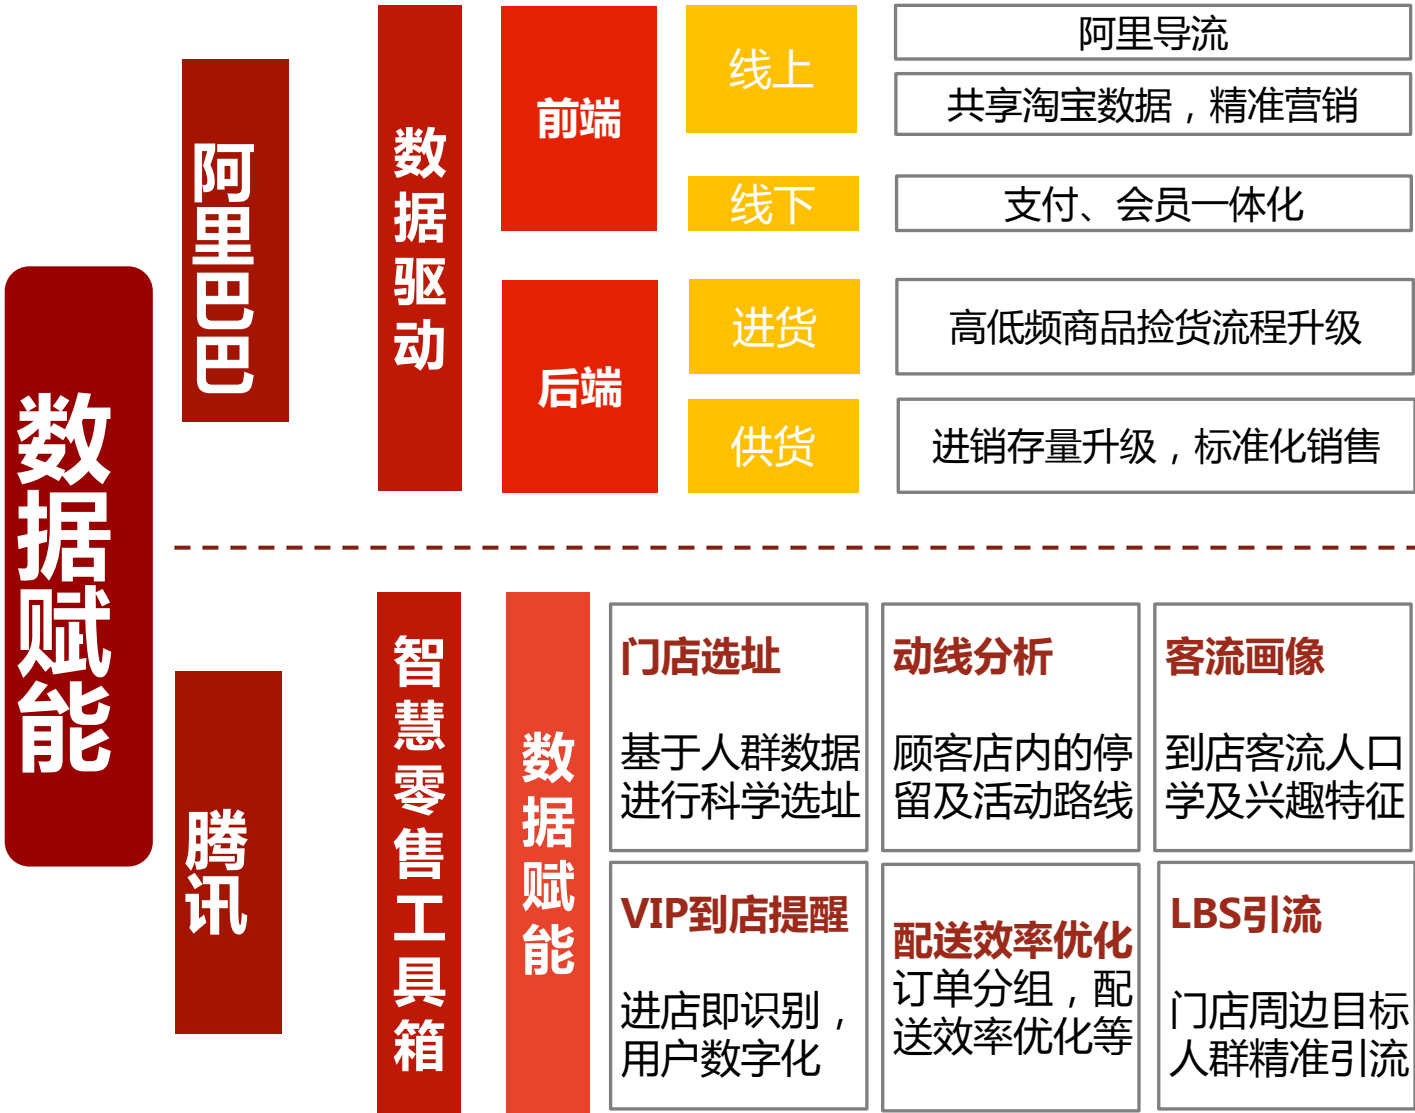 数据赋能
阿里巴巴
数据驱动
前端
线上
阿里导流
共享淘宝数据，精准营销
线下
支付、会员一体化
后端
进货
高低频商品捡货流程升级
供货
进销存量升级，标准化销售
腾讯
智慧零售工具箱
数据赋能
门店选址
基于人群数据
进行科学选址
动线分析
顾客店内的停
留及活动路线
客流画像
到店客流人口
学及兴趣特征
VIP到店提醒
进店即识别，
用户数字化
配送效率优化
订单分组，配
送效率优化等
LBS引流
门店周边目标
人群精准引流